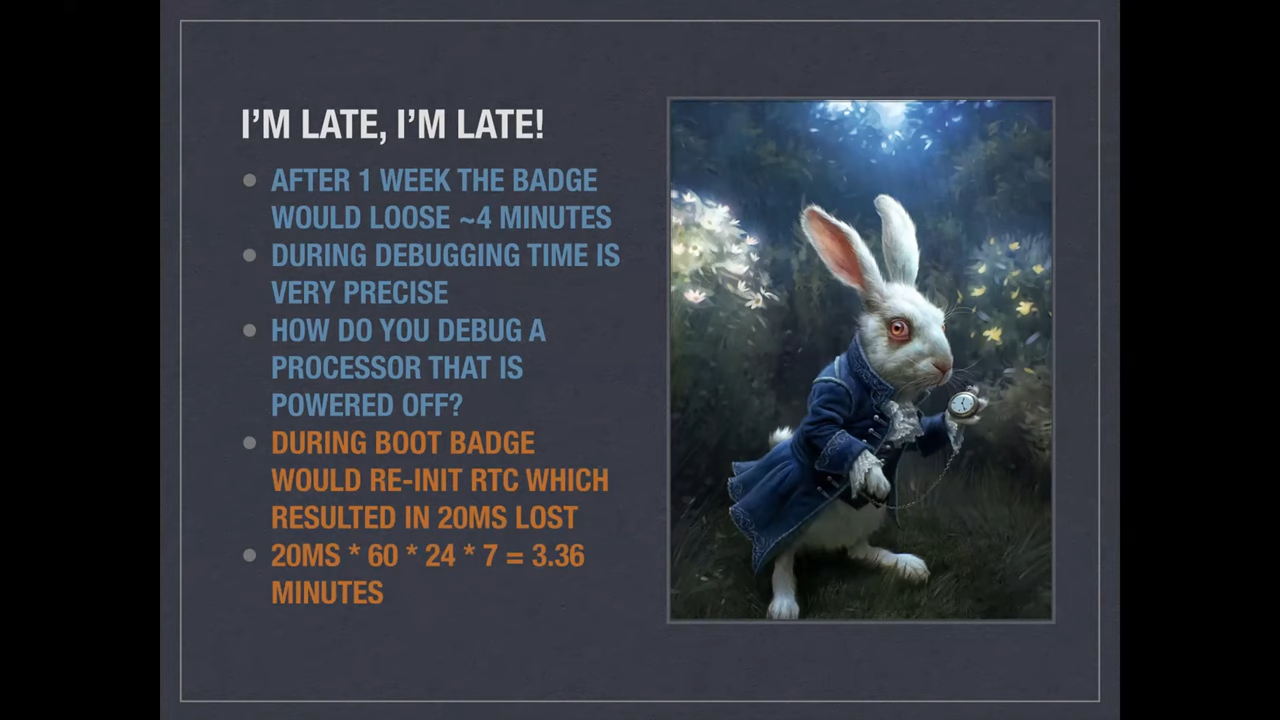 I'M LATE, I'M LATE!
AFTER 1 WEEK THE BADGE
WOULD LOOSE ~4 MINUTES
DURING DEBUGGING TIME IS
VERY PRECISE
HOW DO YOU DEBUG A
PROCESSOR THAT IS
POWERED OFF?
DURING BOOT BADGE
WOULD RE-INIT RTC WHICH
RESULTED IN 20MS LOST
20MS * 60 * 24 * 7 = 3.36
MINUTES